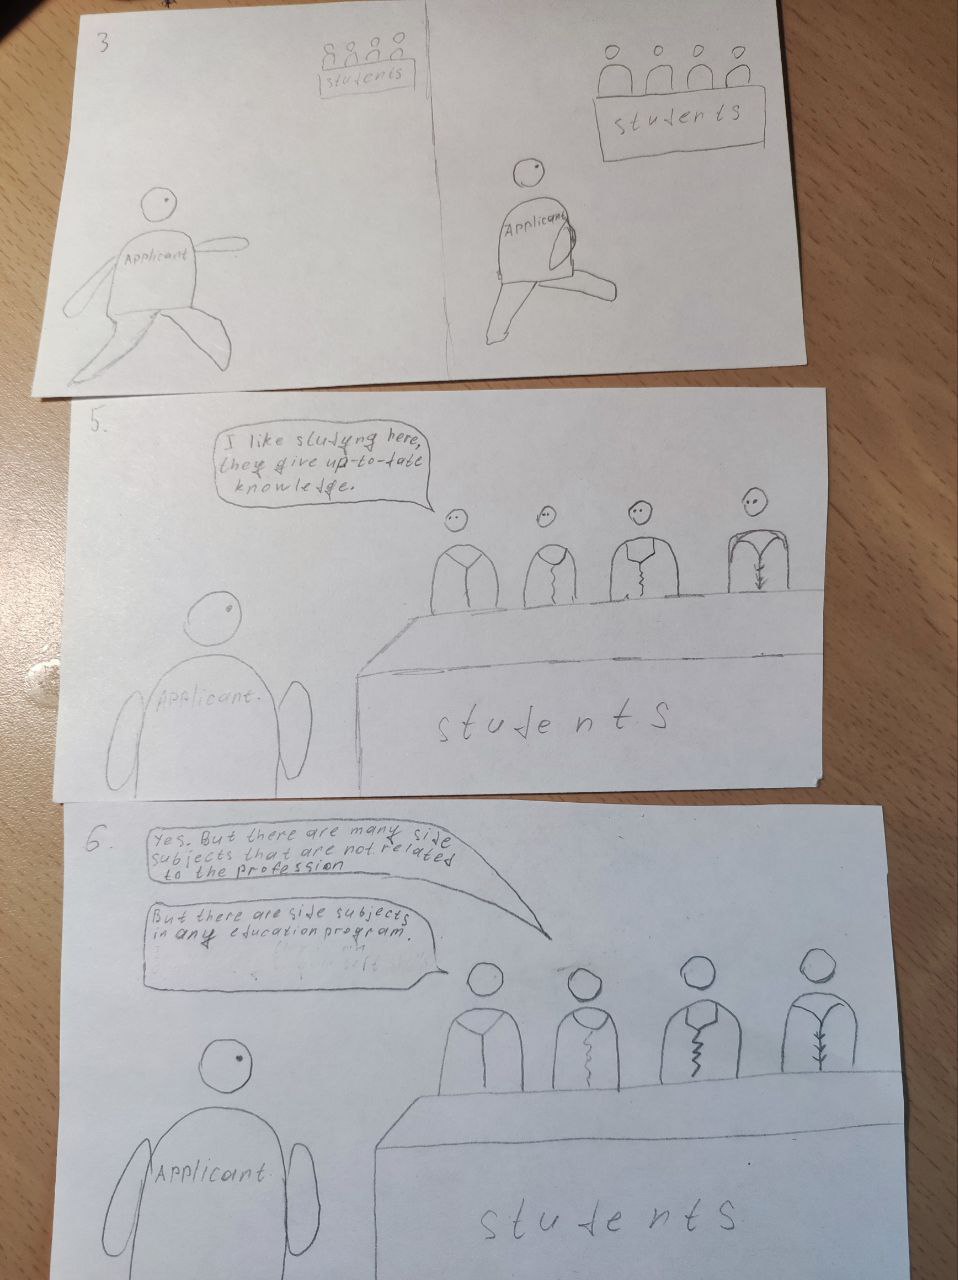 3
students
Applicant
students
Applicant
5.
I like studyng here,
they give up-to-date
knowledge.
Applicant.
students
6.
Yes. But there are many side
subjects that are not related
to the profession
But there are side subjects
in any education program.
Applicant
students